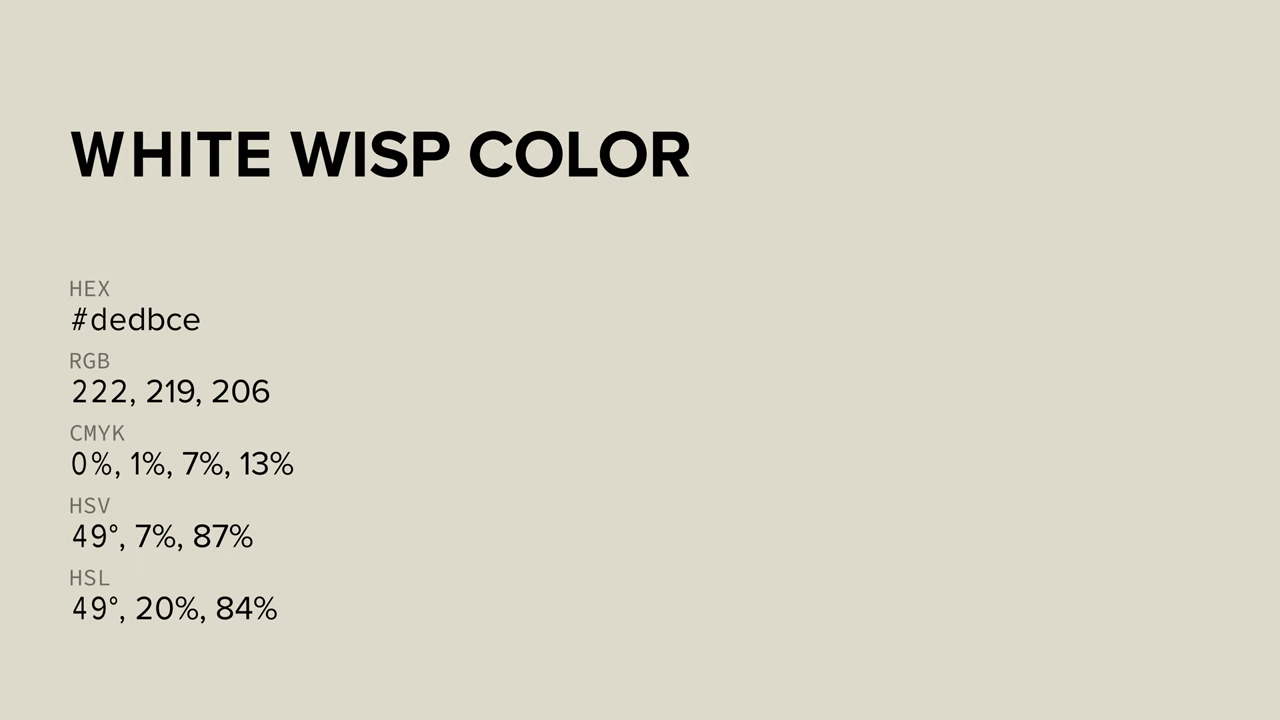 WHITE WISP COLOR
HEX
#dedbce
RGB
222, 219, 206
CMYK
0%, 1%, 7%, 13%
HSV
49°, 7%, 87%
HSL
49°, 20%, 84%